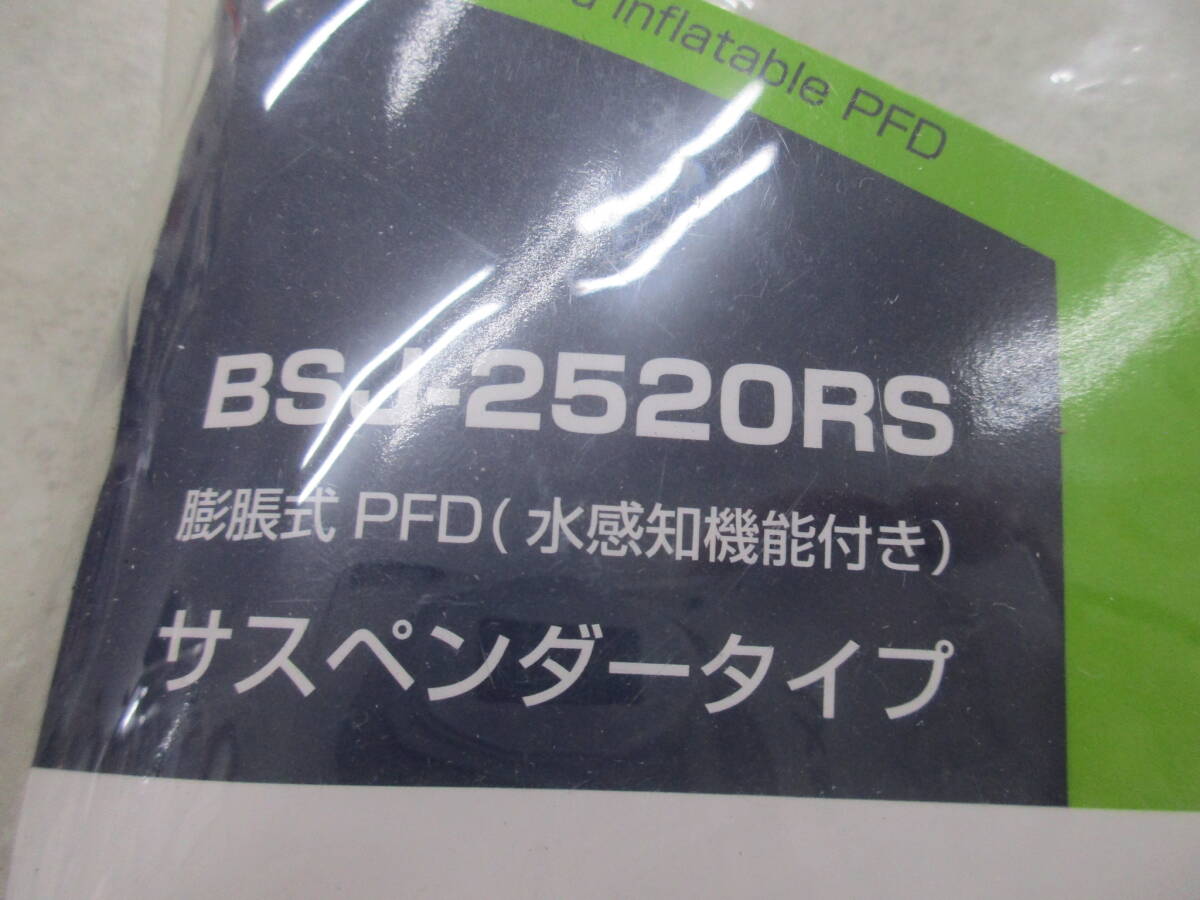 inflatable PFD
BSJ-2520RS
膨脹式 PFD( 水感知機能付き)
サスペンダータイプ